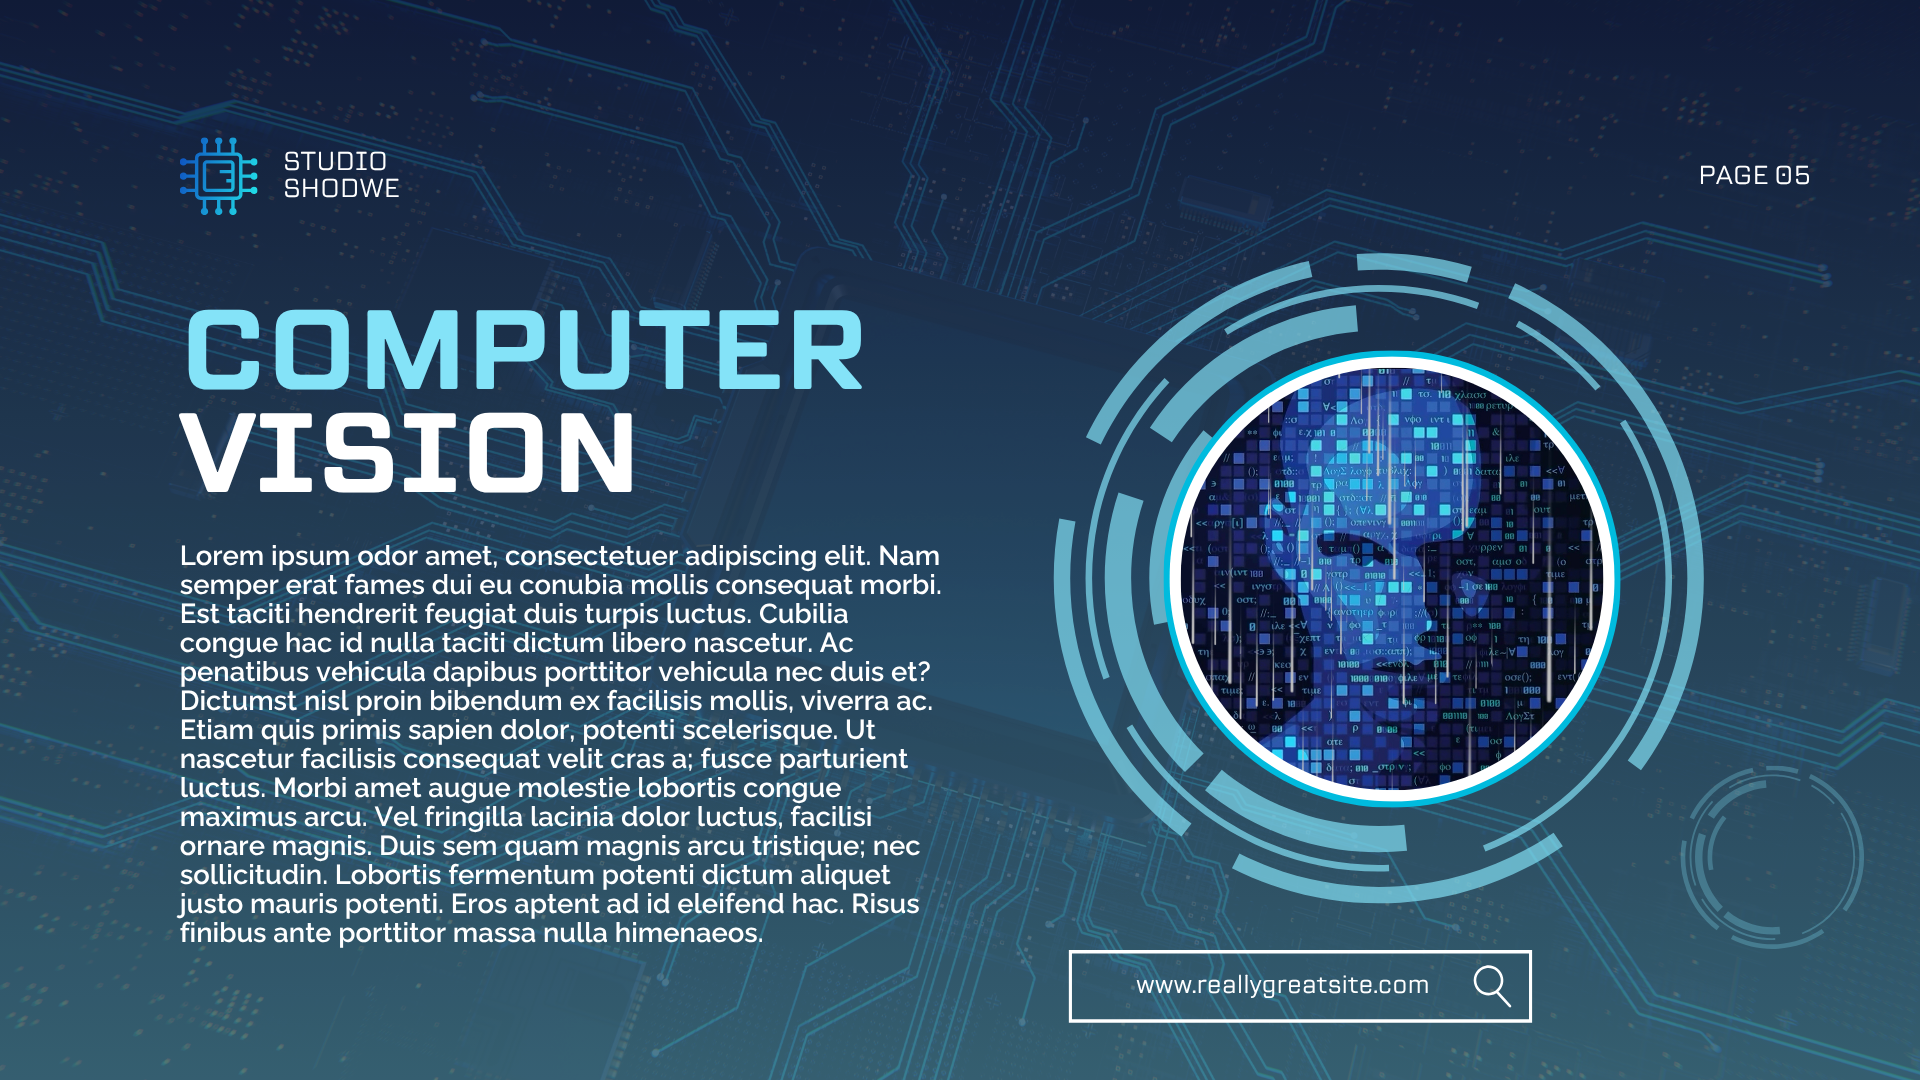 STUDIO
SHODWE
PAGE 05
COMPUTER
VISION
Lorem ipsum odor amet, consectetuer adipiscing elit. Nam
semper erat fames dui eu conubia mollis consequat morbi.
Est taciti hendrerit feugiat duis turpis luctus. Cubilia
congue hac id nulla taciti dictum libero nascetur. Ac
penatibus vehicula dapibus porttitor vehicula nec duis et?
Dictumst nisl proin bibendum ex facilisis mollis, viverra ac.
Etiam quis primis sapien dolor, potenti scelerisque. Ut
nascetur facilisis consequat velit cras a; fusce parturient
luctus. Morbi amet augue molestie lobortis congue
maximus arcu. Vel fringilla lacinia dolor luctus, facilisi
ornare magnis. Duis sem quam magnis arcu tristique; nec
sollicitudin. Lobortis fermentum potenti dictum aliquet
justo mauris potenti. Eros aptent ad id eleifend hac. Risus
finibus ante porttitor massa nulla himenaeos.
www.reallygreatsite.com